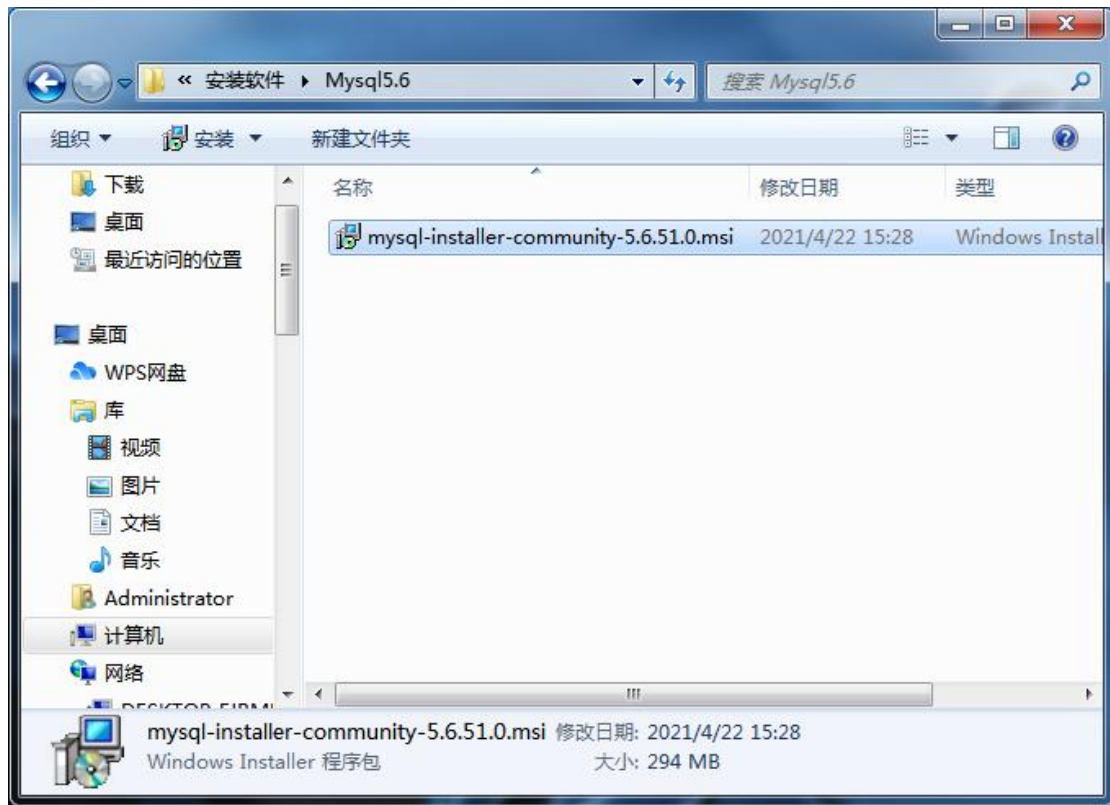 « 安装软件 ▸ Mysql5.6
搜索 Mysql5.6
组织 安装 新建文件夹
名称 修改日期 类型
mysql-installer-community-5.6.51.0.msi 2021/4/22 15:28 Windows Install
下载
桌面
最近访问的位置
桌面
WPS网盘
库
视频
图片
文档
音乐
Administrator
计算机
网络
mysql-installer-community-5.6.51.0.msi 修改日期: 2021/4/22 15:28
Windows Installer 程序包 大小: 294 MB